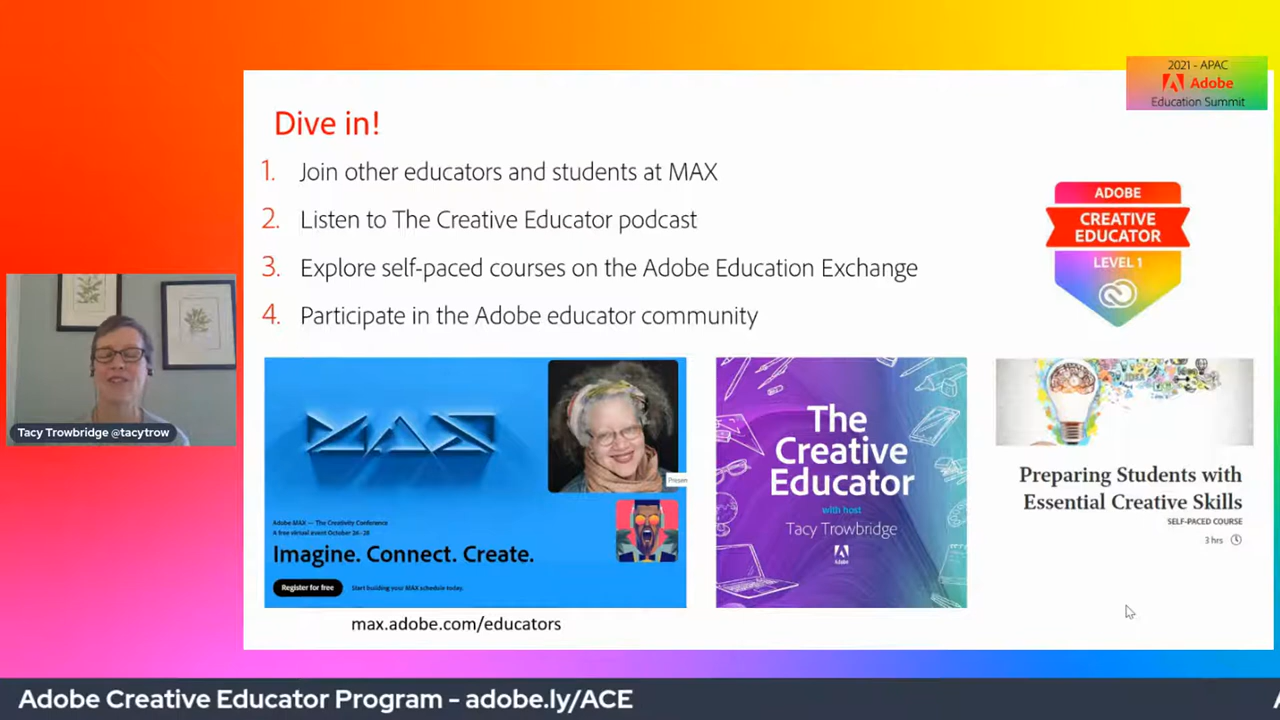 2021 - APAC
Adobe
Education Summit
Dive in!
1. Join other educators and students at MAX
2. Listen to The Creative Educator podcast
3. Explore self-paced courses on the Adobe Education Exchange
4. Participate in the Adobe educator community
ADOBE
CREATIVE
EDUCATOR
LEVEL 1
Tacy Trowbridge @tacytrow
MAX
Presen
Adobe MAX — The Creativity Conference
A free virtual event October 26–28
Imagine. Connect. Create.
Register for free
Start building your MAX schedule today.
max.adobe.com/educators
The
Creative
Educator
with host
Tacy Trowbridge
Adobe
IDEA
Preparing Students with
Essential Creative Skills
SELF-PACED COURSE
3 hrs
Adobe Creative Educator Program - adobe.ly/ACE